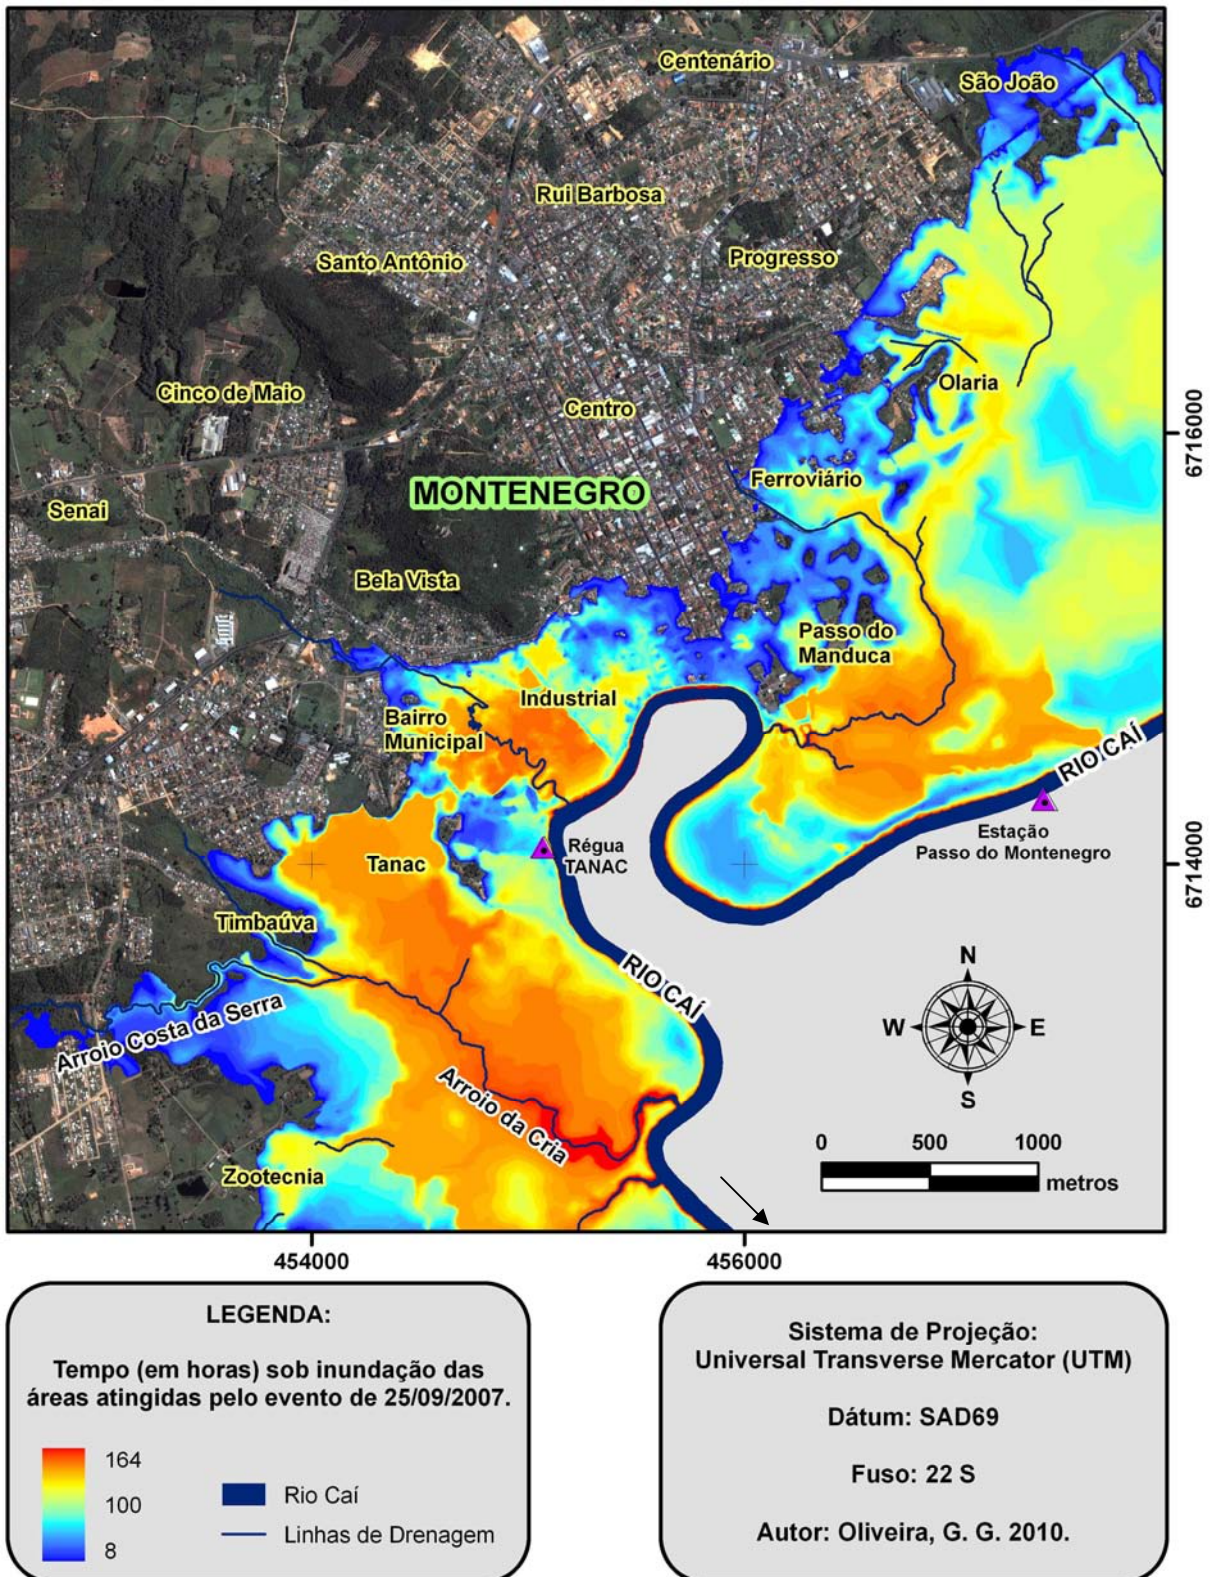 Centenário
São João
Rui Barbosa
Santo Antônio
Progresso
Cinco de Maio
Centro
Olaria
6716000
Ferroviário
MONTENEGRO
Senai
Bela Vista
Passo do
Manduca
Industrial
Bairro
Municipal
RIO CAÍ
Estação
Passo do Montenegro
Régua
TANAC
Tanac
6714000
Timbaúva
RIO CAÍ
N
W
E
S
Arroio Costa da Serra
Arroio da Cria
Zootecnia
0 500 1000
metros
454000
456000
LEGENDA:
Tempo (em horas) sob inundação das
áreas atingidas pelo evento de 25/09/2007.
164
100
8
Rio Caí
Linhas de Drenagem
Sistema de Projeção:
Universal Transverse Mercator (UTM)
Dátum: SAD69
Fuso: 22 S
Autor: Oliveira, G. G. 2010.